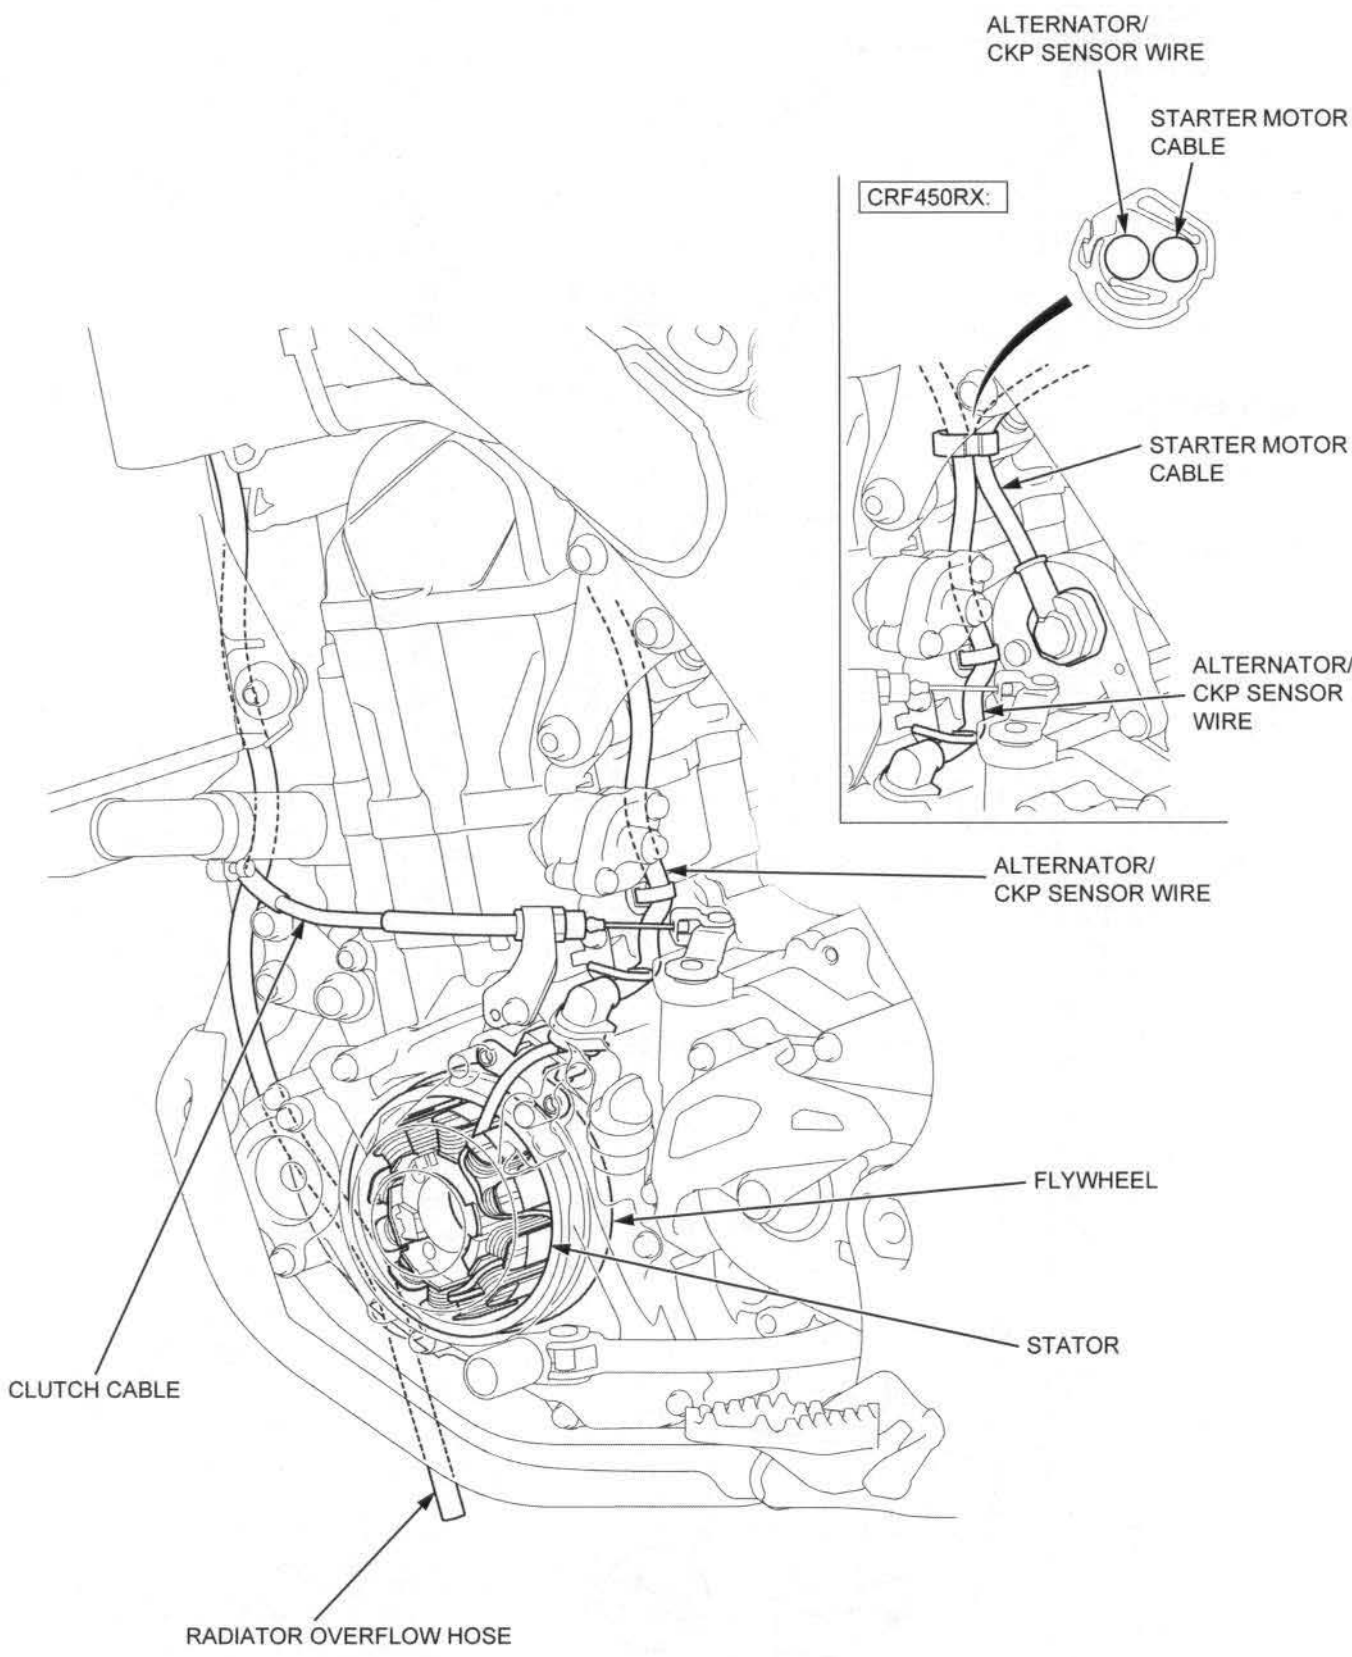 ALTERNATOR/
CKP SENSOR WIRE
STARTER MOTOR
CABLE
CRF450RX:
STARTER MOTOR
CABLE
ALTERNATOR/
CKP SENSOR
WIRE
ALTERNATOR/
CKP SENSOR WIRE
FLYWHEEL
STATOR
CLUTCH CABLE
RADIATOR OVERFLOW HOSE